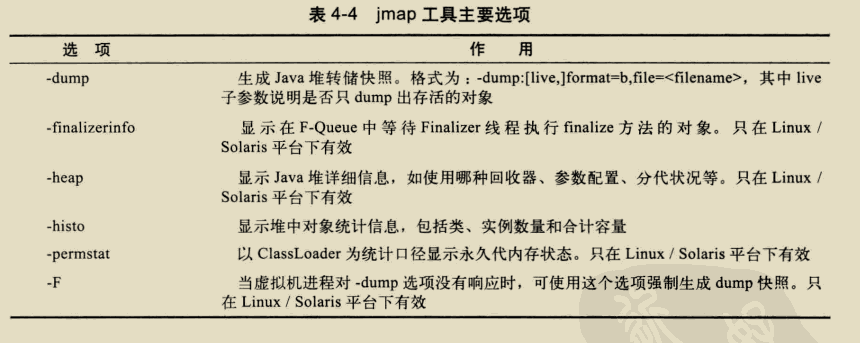 表 4-4 jmap 工具主要选项
选 项 作 用
-dump 生成 Java 堆转储快照。格式为：-dump:[live,]format=b,file=<filename>，其中 live
子参数说明是否只 dump 出存活的对象
-finalizerinfo 显示在 F-Queue 中等待 Finalizer 线程执行 finalize 方法的对象。只在 Linux /
Solaris 平台下有效
-heap 显示 Java 堆详细信息，如使用哪种回收器、参数配置、分代状况等。只在 Linux /
Solaris 平台下有效
-histo 显示堆中对象统计信息，包括类、实例数量和合计容量
-permstat 以 ClassLoader 为统计口径显示永久代内存状态。只在 Linux / Solaris 平台下有效
-F 当虚拟机进程对 -dump 选项没有响应时，可使用这个选项强制生成 dump 快照。只
在 Linux / Solaris 平台下有效